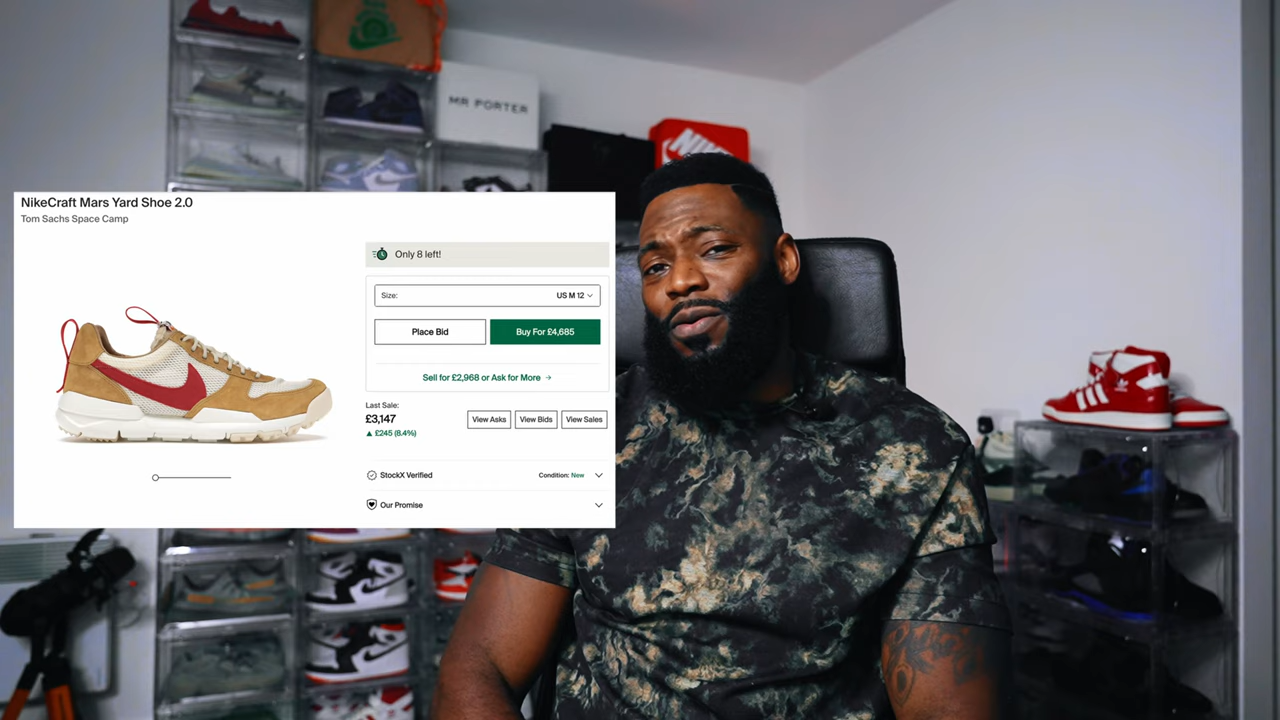 MR PORTER
NikeCraft Mars Yard Shoe 2.0
Tom Sachs Space Camp
Only 8 left!
Size: US M 12
Place Bid
Buy For £4,685
Sell for £2,968 or Ask for More →
Last Sale:
£3,147
View Asks
View Bids
View Sales
▲ £245 (8.4%)
StockX Verified
Condition: New
Our Promise